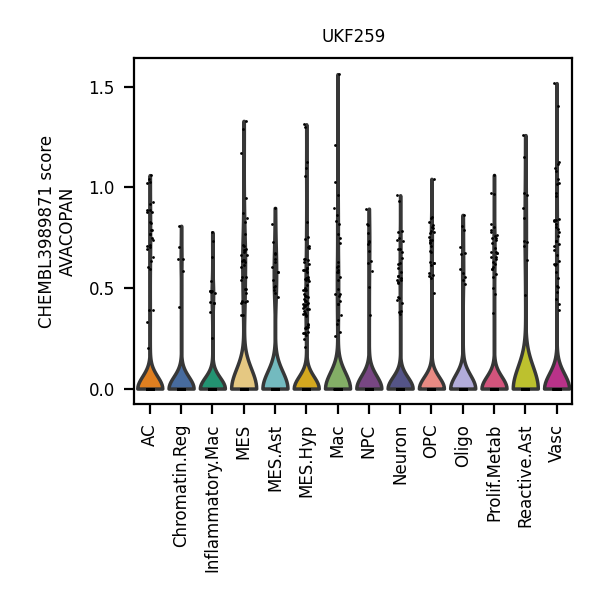 UKF259
CHEMBL3989871 score
AVACOPAN
1.5
1.0
0.5
0.0
AC
Chromatin.Reg
Inflammatory.Mac
MES
MES.Ast
MES.Hyp
Mac
NPC
Neuron
OPC
Oligo
Prolif.Metab
Reactive.Ast
Vasc